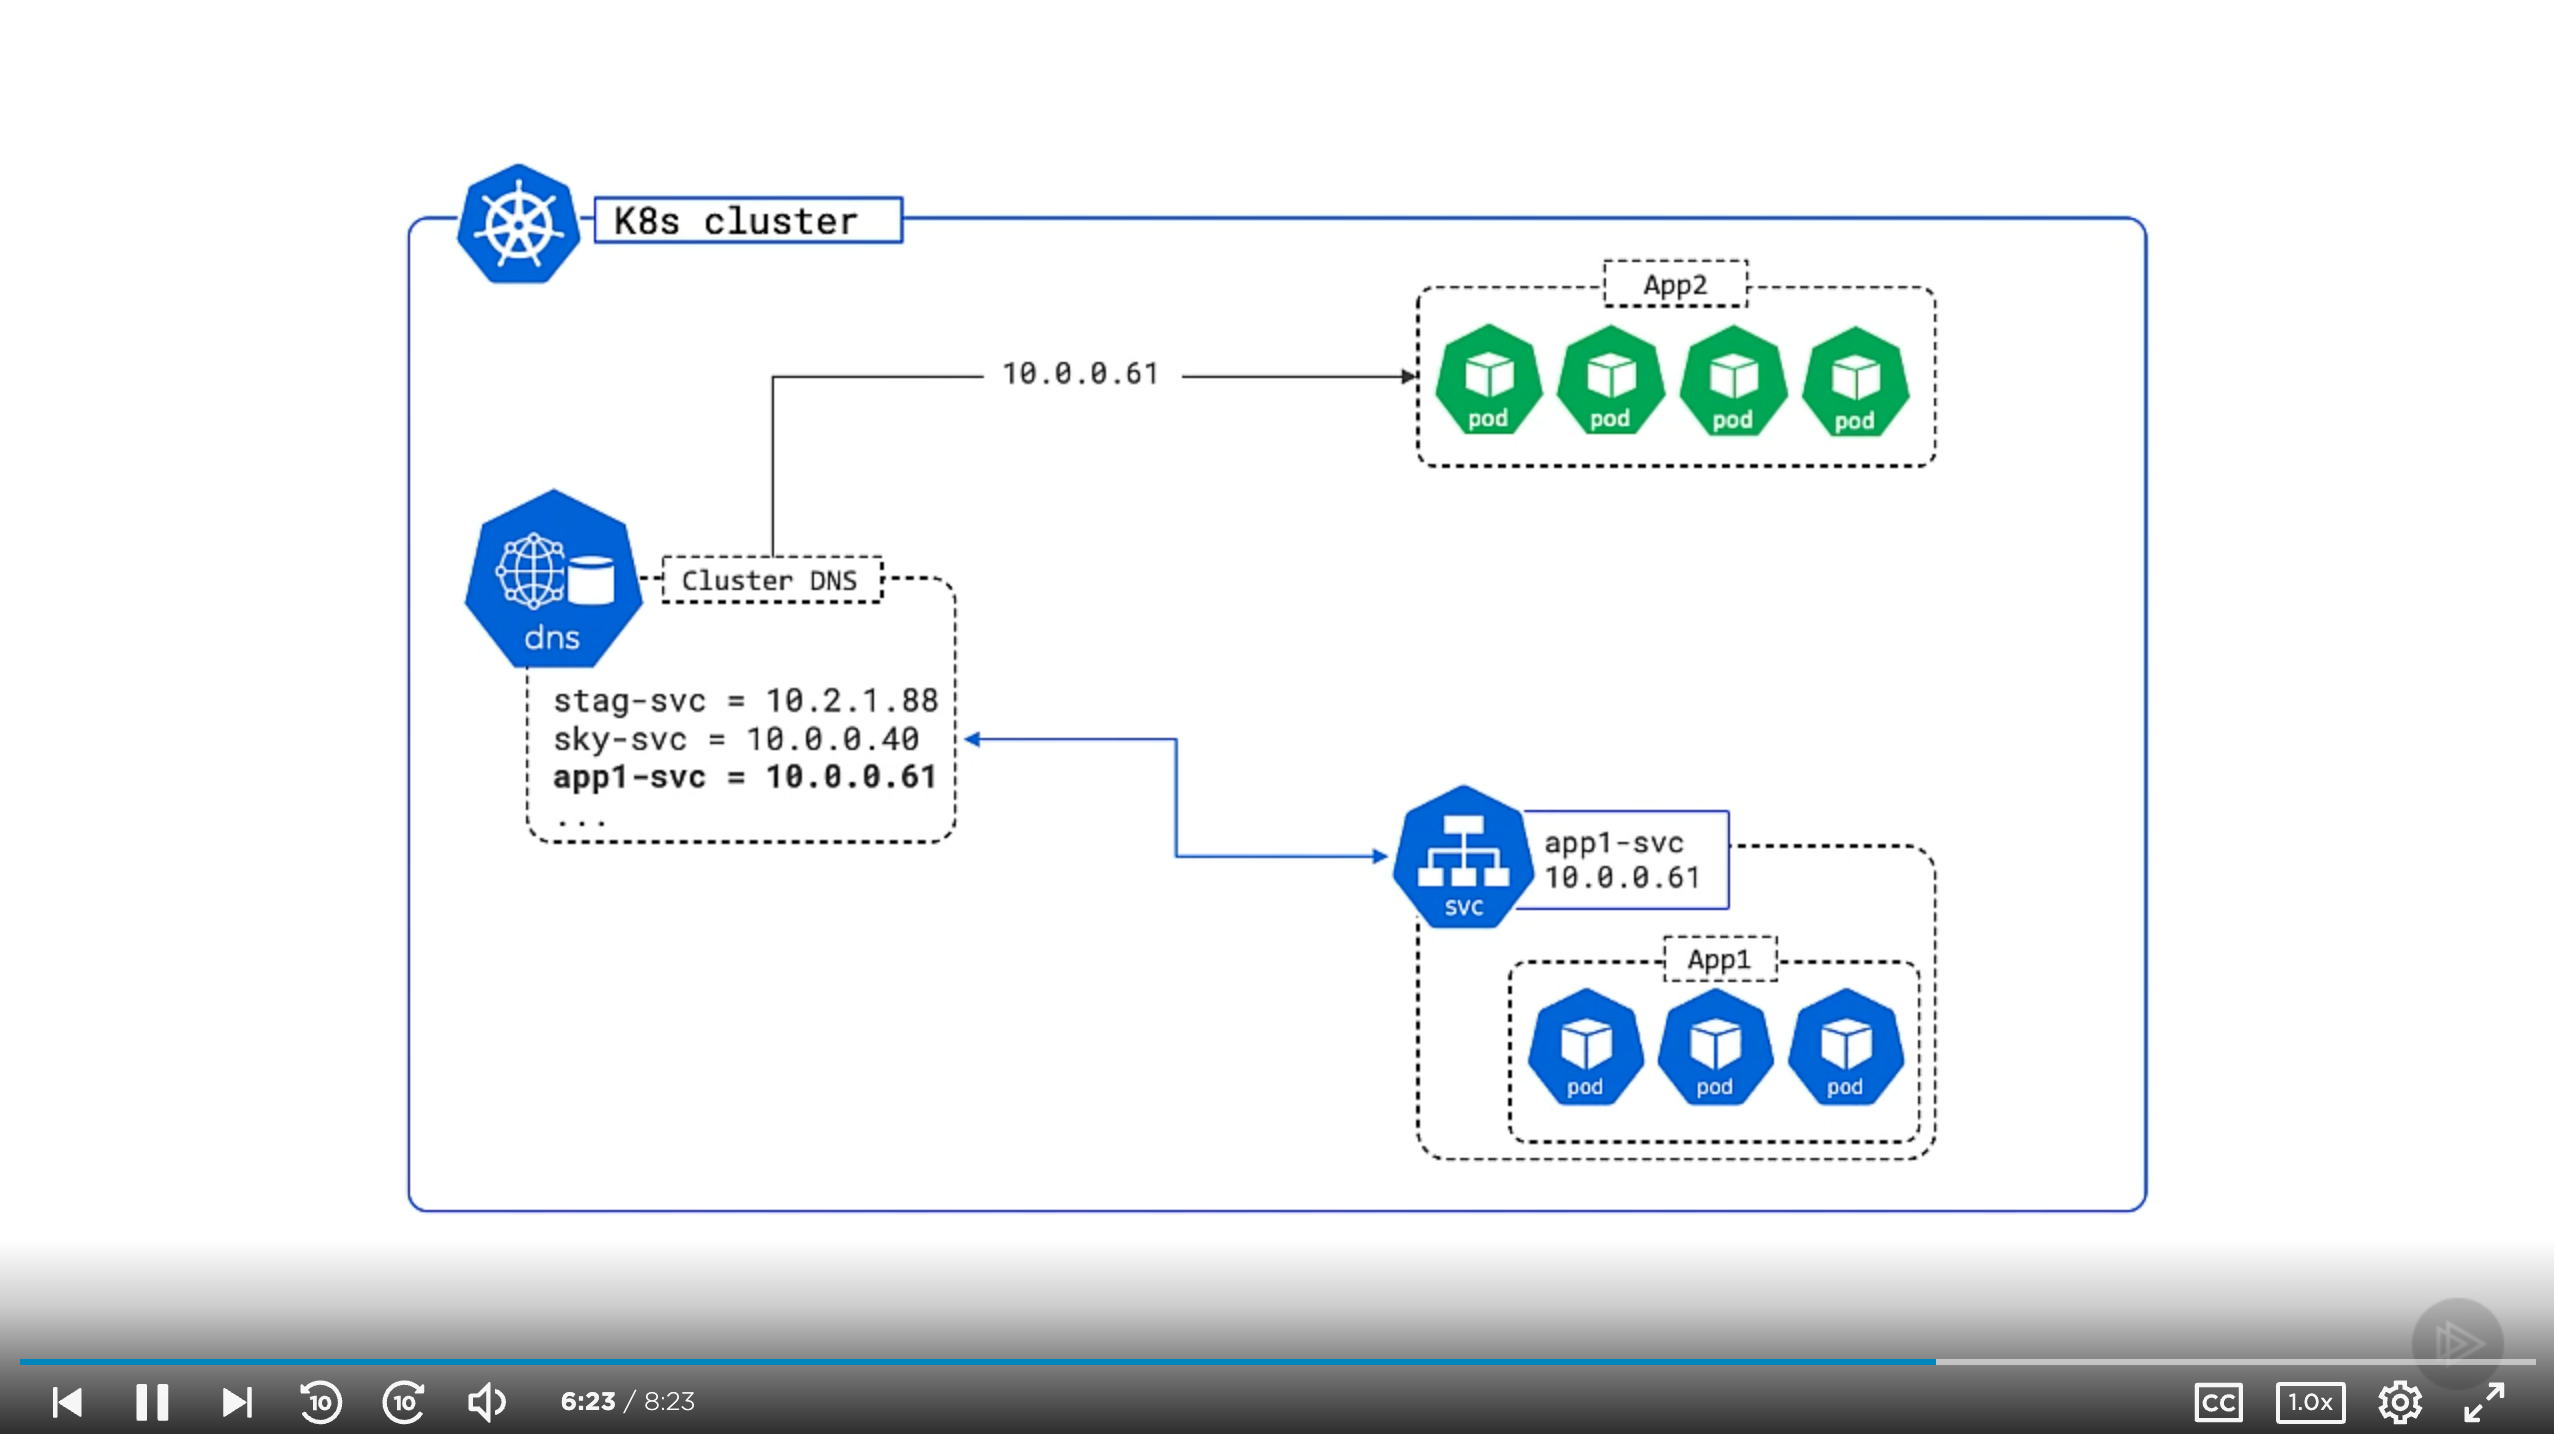 K8s cluster
App2
10.0.0.61
pod
pod
pod
pod
Cluster DNS
dns
stag-svc = 10.2.1.88
sky-svc = 10.0.0.40
app1-svc = 10.0.0.61
...
app1-svc
10.0.0.61
svc
App1
pod
pod
pod
10
10
6:23 / 8:23
CC
1.0x